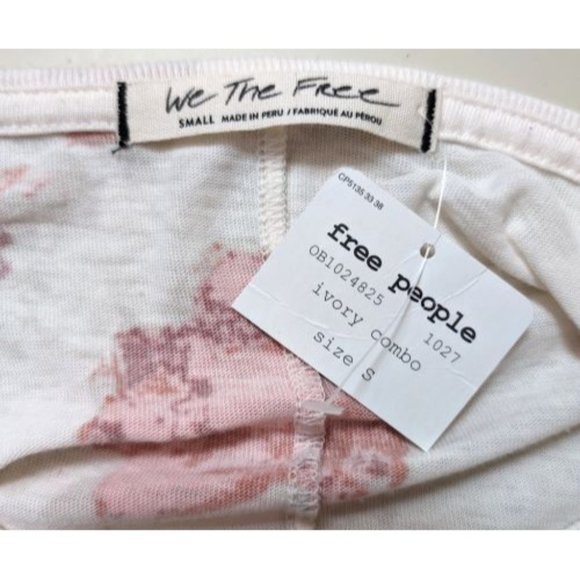 We The Free
SMALL MADE IN PERU / FABRIQUÉ AU PÉROU
CP5135 33 38
free people
OB1024825 1027
ivory combo
size S